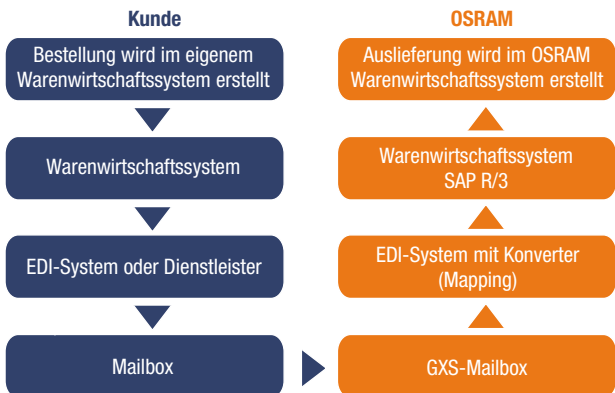 Kunde
Bestellung wird im eigenem
Warenwirtschaftssystem erstellt
Warenwirtschaftssystem
EDI-System oder Dienstleister
Mailbox
OSRAM
Auslieferung wird im OSRAM
Warenwirtschaftssystem erstellt
Warenwirtschaftssystem
SAP R/3
EDI-System mit Konverter
(Mapping)
GXS-Mailbox